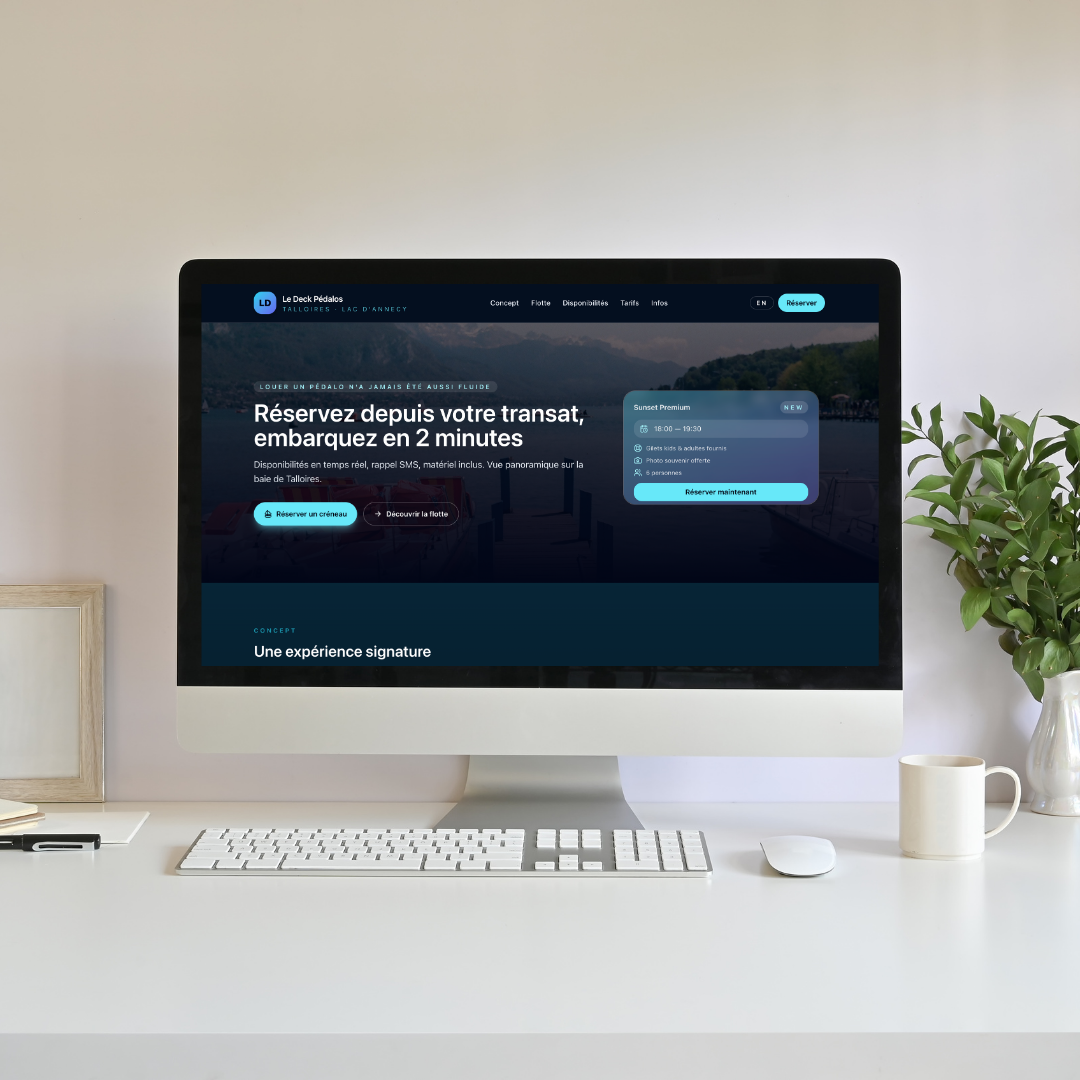 LD
Le Deck Pédalos
TALLOIRES · LAC D'ANNECY
Concept Flotte Disponibilités Tarifs Infos
EN
Réserver
LOUER UN PÉDALO N'A JAMAIS ÉTÉ AUSSI FLUIDE
Réservez depuis votre transat,
embarquez en 2 minutes
Disponibilités en temps réel, rappel SMS, matériel inclus. Vue panoramique sur la
baie de Talloires.
Réserver un créneau
Découvrir la flotte
Sunset Premium
NEW
18:00 — 19:30
Gilets kids & adultes fournis
Photo souvenir offerte
6 personnes
Réserver maintenant
CONCEPT
Une expérience signature